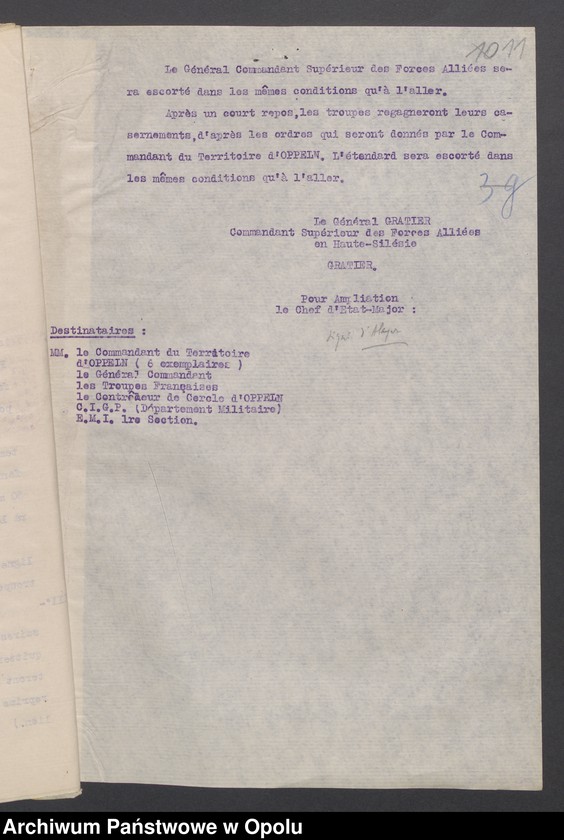 1011
Le Général Commandant Supérieur des Forces Alliées se-
ra escorté dans les mêmes conditions qu'à l'aller.
Après un court repos,les troupes regagneront leurs ca-
sernements,d'après les ordres qui seront donnés par le Com-
mandant du Territoire d'OPPELN. L'étendard sera escorté dans
les mêmes conditions qu'à l'aller.
Le Général GRATIER
Commandant Supérieur des Forces Alliées
en Haute-Silésie
GRATIER.
Pour Ampliation
le Chef d'Etat-Major :
Destinataires :
MM. le Commandant du Territoire
d'OPPELN ( 6 exemplaires )
le Général Commandant
les Troupes Françaises
le Contrôleur de Cercle d'OPPELN
C.I.G.P. (Département Militaire)
E.M.I. 1re Section.
Archiwum Państwowe w Opolu